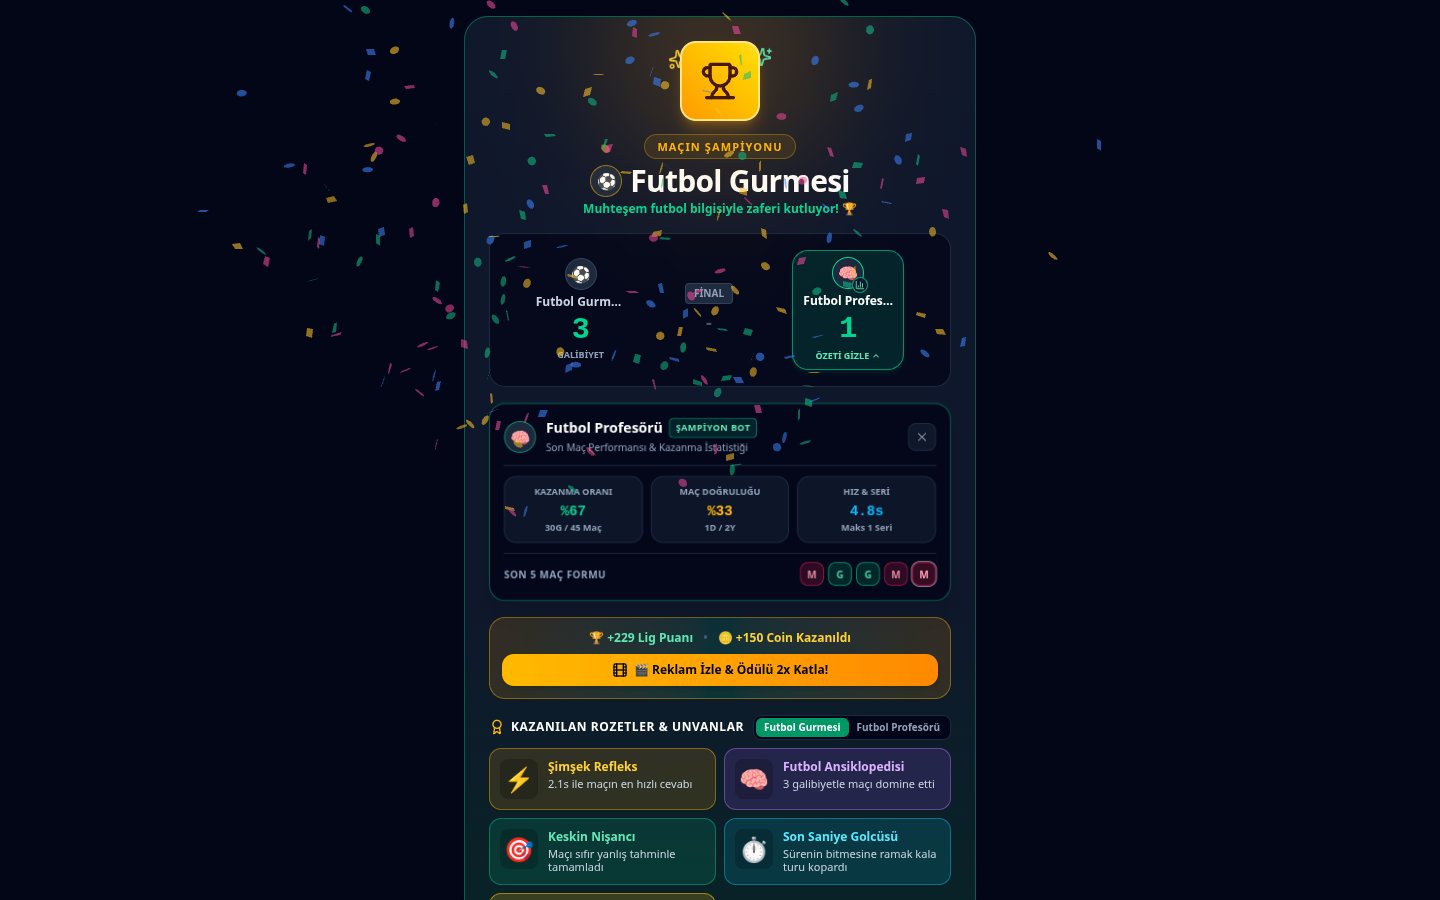 MAÇIN ŞAMPİYONU
⚽ Futbol Gurmesi
Muhteşem futbol bilgisiyle zaferi kutluyor! 🏆
Futbol Gurm...
3
GALİBİYET
FİNAL
Futbol Profes...
1
ÖZETİ GİZLE
Futbol Profesörü ŞAMPİYON BOT
Son Maç Performansı & Kazanma İstatistiği
KAZANMA ORANI
%67
30G / 45 Maç
MAÇ DOĞRULUĞU
%33
1D / 2Y
HIZ & SERİ
4.8s
Maks 1 Seri
SON 5 MAÇ FORMU M G G M M
🏆 +229 Lig Puanı • 🪙 +150 Coin Kazanıldı
🎬 Reklam İzle & Ödülü 2x Katla!
KAZANILAN ROZETLER & UNVANLAR Futbol Gurmesi Futbol Profesörü
Şimşek Refleks
2.1s ile maçın en hızlı cevabı
Futbol Ansiklopedisi
3 galibiyetle maçı domine etti
Keskin Nişancı
Maçı sıfır yanlış tahminle
tamamladı
Son Saniye Golcüsü
Sürenin bitmesine ramak kala
turu kopardı